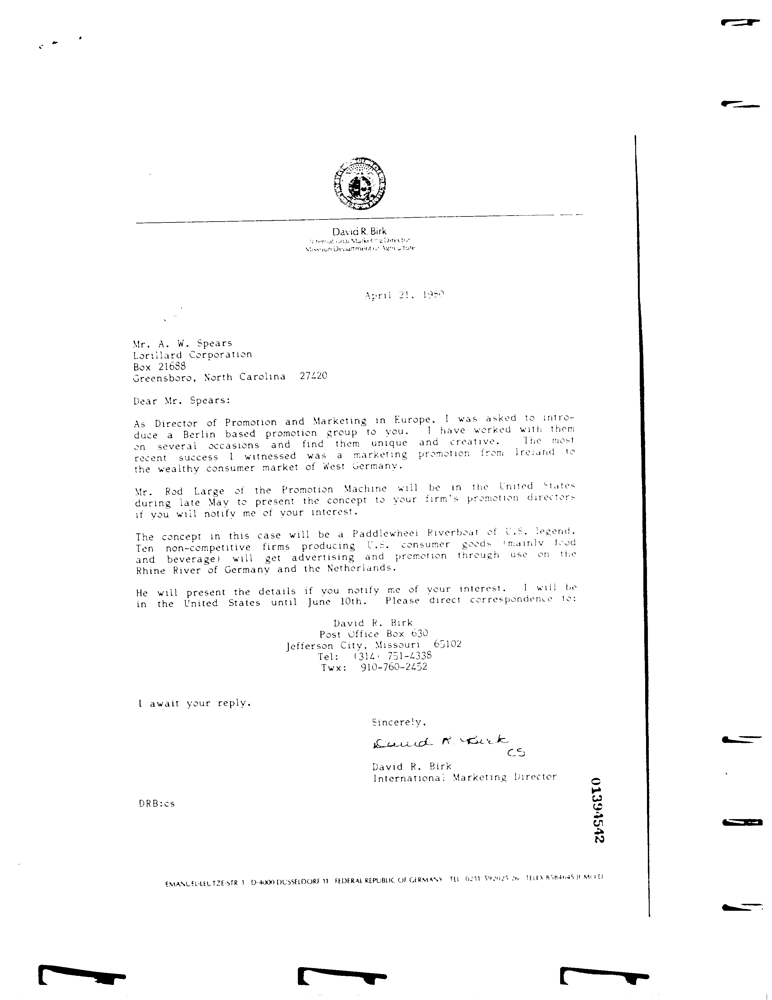 David R. Birk
International Marketing Director
Missouri Department of Agriculture
April 21, 1980
Mr. A. W. Spears
Lorillard Corporation
Box 21688
Greensboro, North Carolina 27420
Dear Mr. Spears:
As Director of Promotion and Marketing in Europe, I was asked to intro-
duce a Berlin based promotion group to you. I have worked with them
on several occasions and find them unique and creative. The most
recent success I witnessed was a marketing promotion from Ireland to
the wealthy consumer market of West Germany.
Mr. Rod Large of the Promotion Machine will be in the United States
during late May to present the concept to your firm's promotion directors
if you will notify me of your interest.
The concept in this case will be a Paddlewheel Riverboat of U.S. legend.
Ten non-competitive firms producing U.S. consumer goods (mainly food
and beverage) will get advertising and promotion through use on the
Rhine River of Germany and the Netherlands.
He will present the details if you notify me of your interest. I will be
in the United States until June 10th. Please direct correspondence to:
David R. Birk
Post Office Box 630
Jefferson City, Missouri 65102
Tel: (314) 751-4338
Twx: 910-760-2452
I await your reply.
Sincerely,
David R. Birk
CS
David R. Birk
International Marketing Director
DRB:cs
01394542
EMANUEL-LEUTZE-STR. 1 D-4000 DUSSELDORF 11 FEDERAL REPUBLIC OF GERMANY TEL.